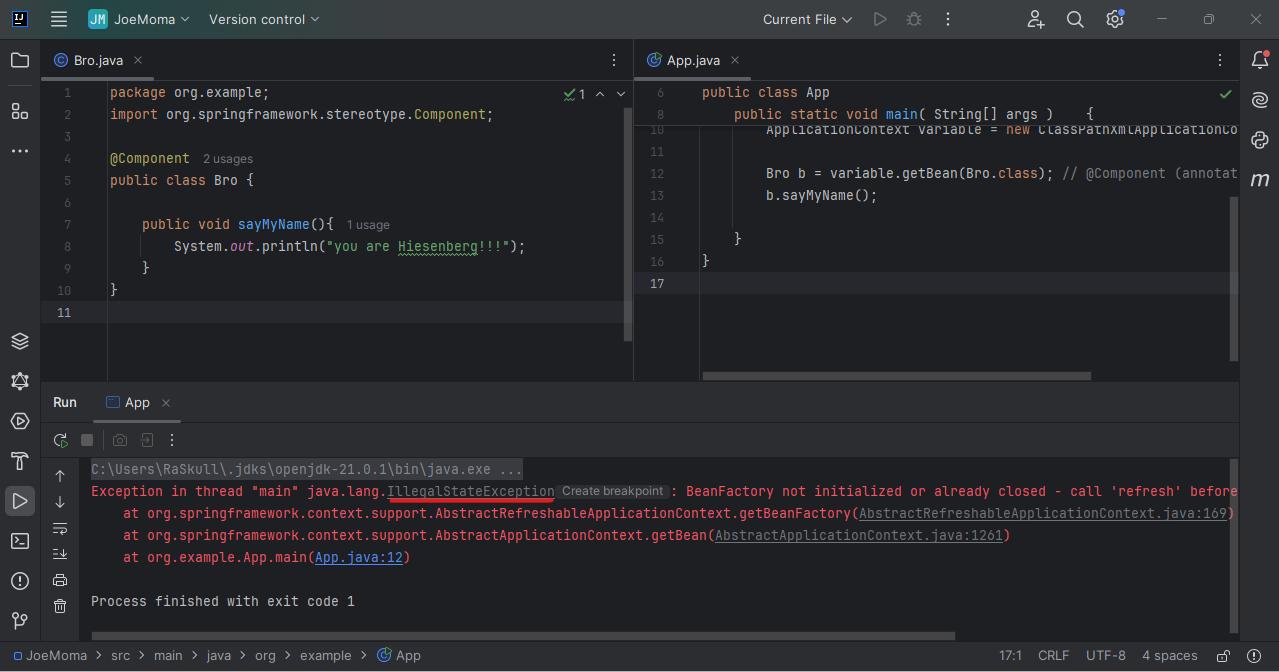 JM JoeMoma Version control Current File
Bro.java
App.java
1 package org.example;
2 import org.springframework.stereotype.Component;
3
4 @Component 2 usages
5 public class Bro {
6
7 public void sayMyName(){ 1 usage
8 System.out.println("you are Hiesenberg!!!");
9 }
10 }
11
1
6 public class App
8 public static void main( String[] args ) {
10 ApplicationContext variable = new ClassPathXmlApplicationCo
11
12 Bro b = variable.getBean(Bro.class); // @Component (annotat
13 b.sayMyName();
14
15 }
16 }
17
Run App
C:\Users\RaSkull\.jdks\openjdk-21.0.1\bin\java.exe ...
Exception in thread "main" java.lang.IllegalStateException Create breakpoint : BeanFactory not initialized or already closed - call 'refresh' before
at org.springframework.context.support.AbstractRefreshableApplicationContext.getBeanFactory(AbstractRefreshableApplicationContext.java:169)
at org.springframework.context.support.AbstractApplicationContext.getBean(AbstractApplicationContext.java:1261)
at org.example.App.main(App.java:12)
Process finished with exit code 1
JoeMoma > src > main > java > org > example > App
17:1 CRLF UTF-8 4 spaces